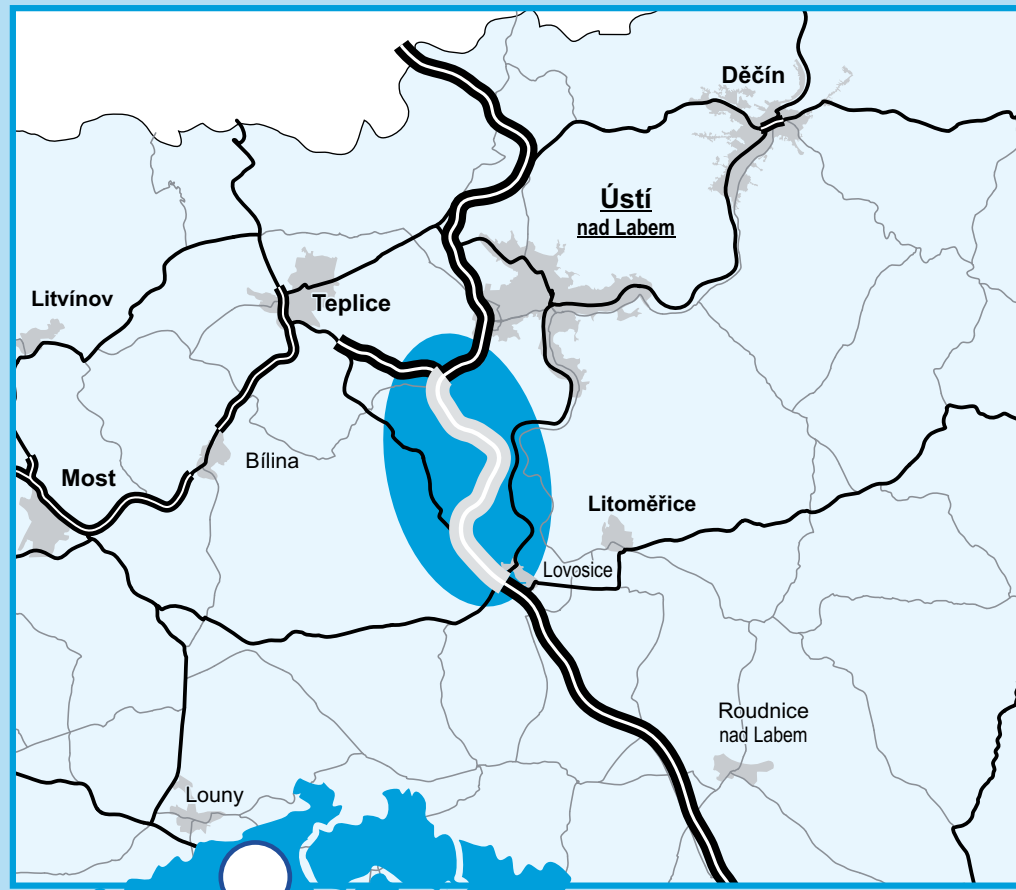 Děčín
Ústí
nad Labem
Litvínov
Teplice
Bílina
Most
Litoměřice
Lovosice
Roudnice
nad Labem
Louny